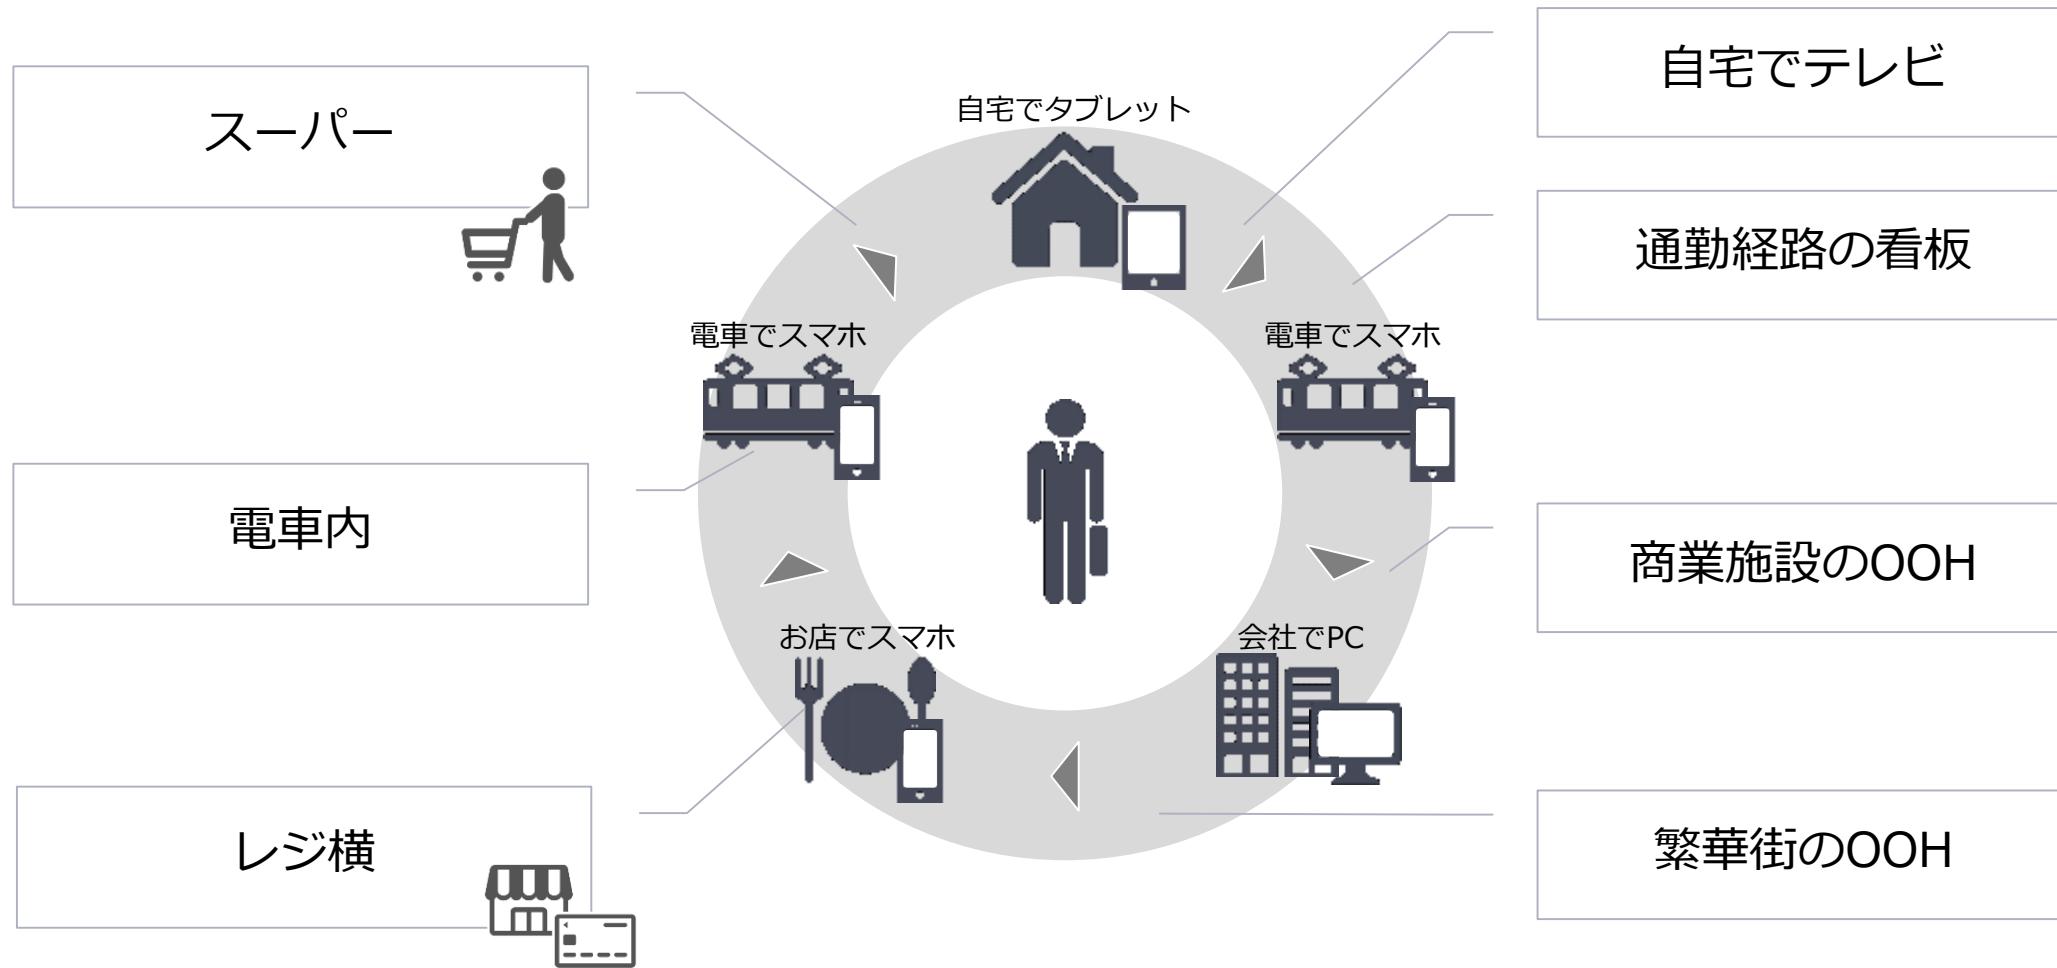 自宅でテレビ
スーパー
自宅でタブレット
通勤経路の看板
電車でスマホ
電車でスマホ
電車内
商業施設のOOH
お店でスマホ
会社でPC
レジ横
繁華街のOOH